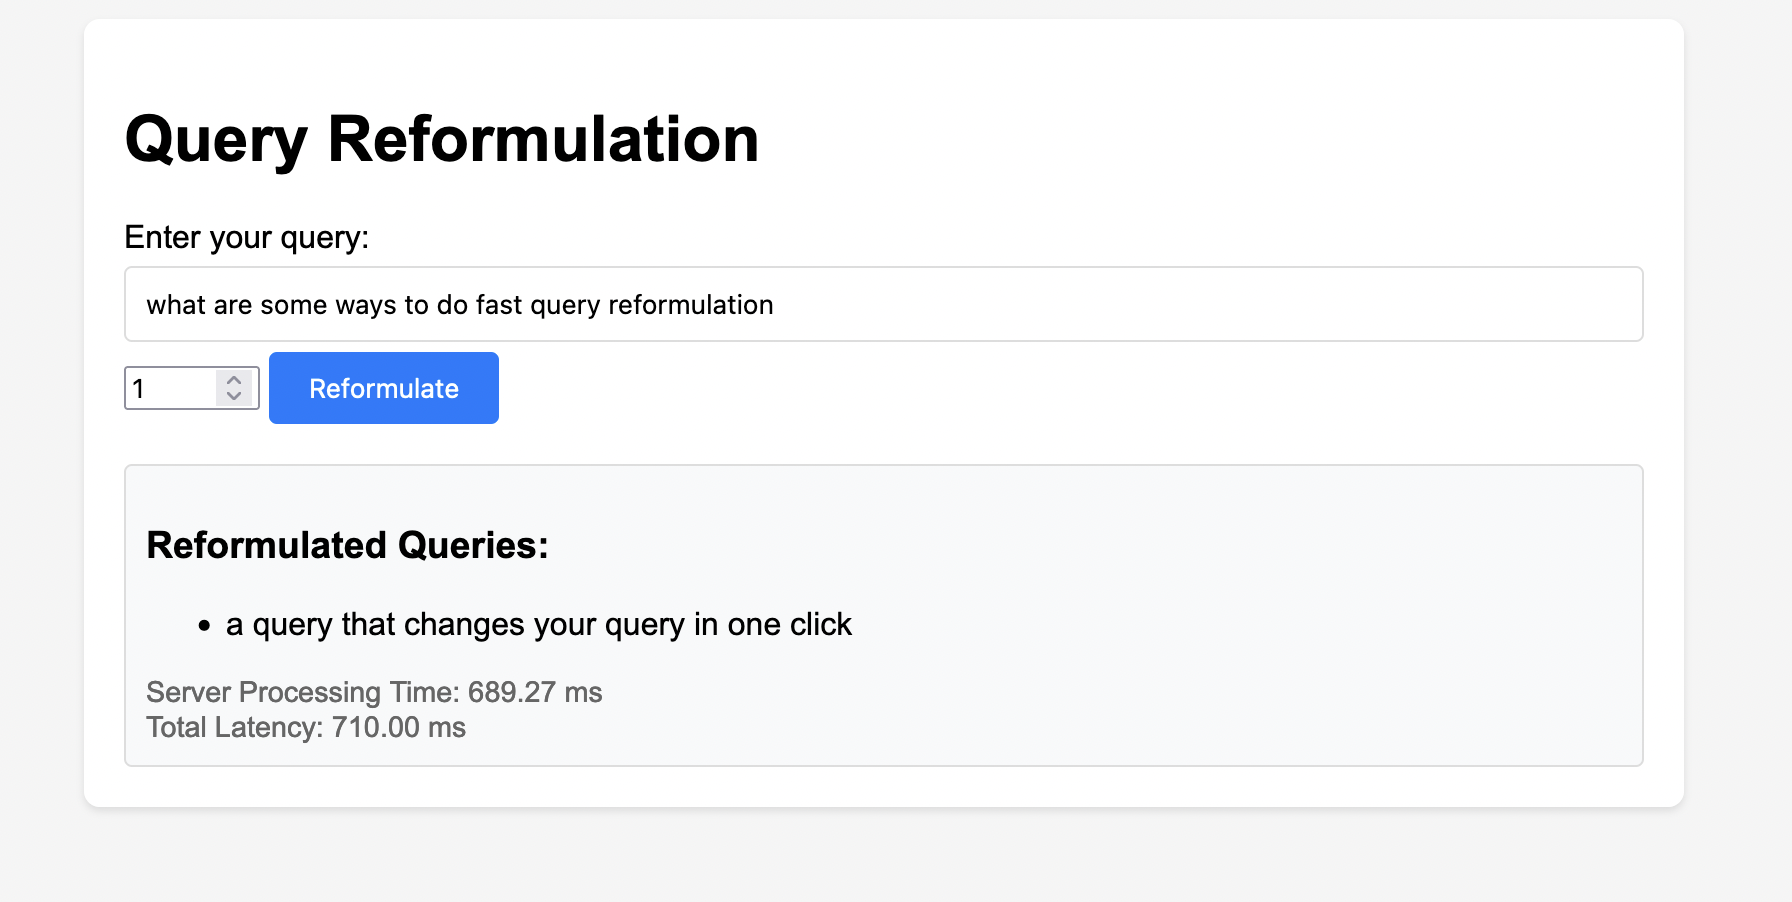 Query Reformulation
Enter your query:
what are some ways to do fast query reformulation
1
Reformulate
Reformulated Queries:
• a query that changes your query in one click
Server Processing Time: 689.27 ms
Total Latency: 710.00 ms